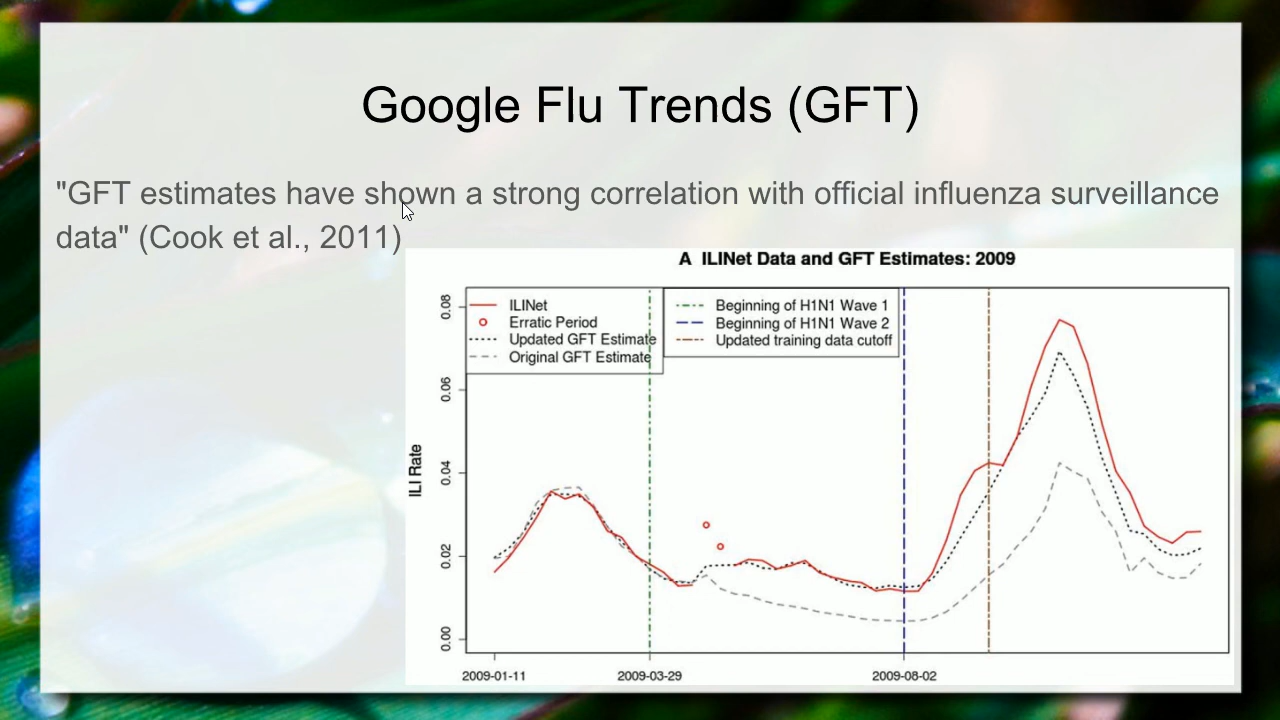 Google Flu Trends (GFT)
"GFT estimates have shown a strong correlation with official influenza surveillance
data" (Cook et al., 2011)
A ILINet Data and GFT Estimates: 2009
ILINet
Erratic Period
Updated GFT Estimate
Original GFT Estimate
Beginning of H1N1 Wave 1
Beginning of H1N1 Wave 2
Updated training data cutoff
ILI Rate
0.08
0.06
0.04
0.02
0.00
2009-01-11
2009-03-29
2009-08-02